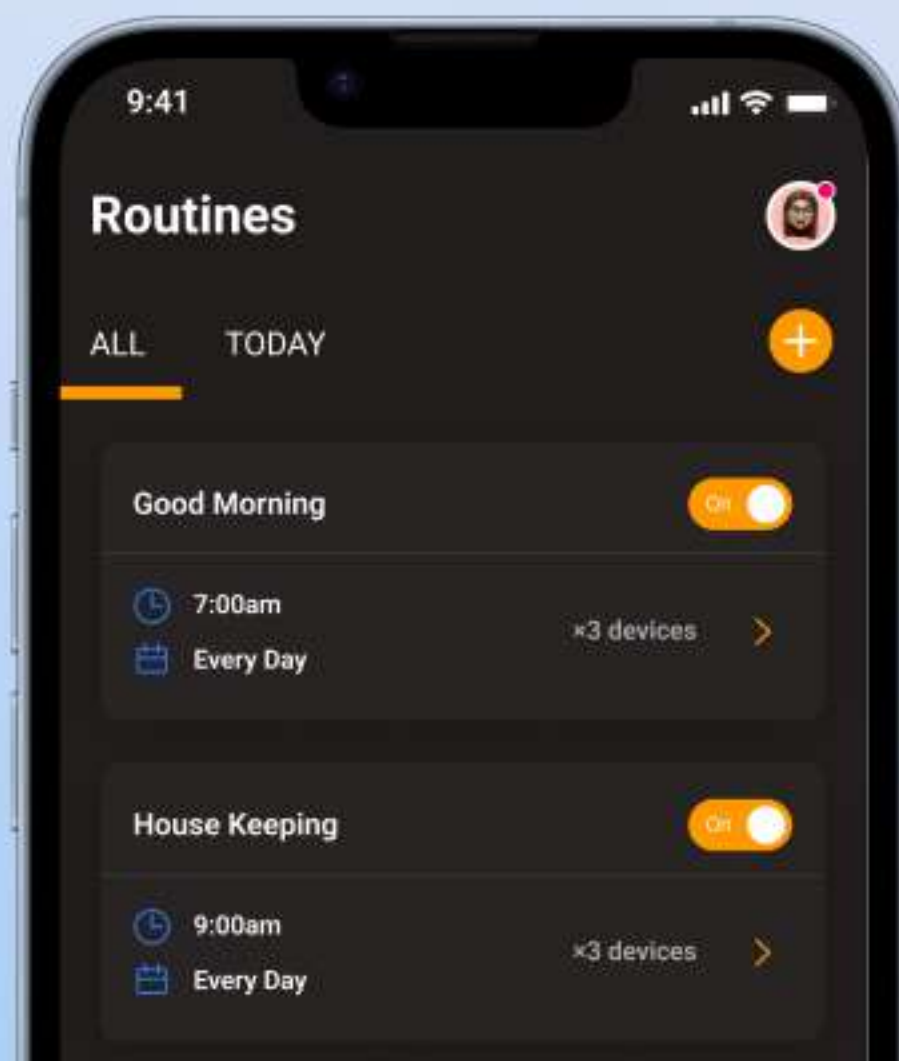 9:41
Routines
ALL TODAY
Good Morning On
7:00am
×3 devices
Every Day
House Keeping On
9:00am
×3 devices
Every Day